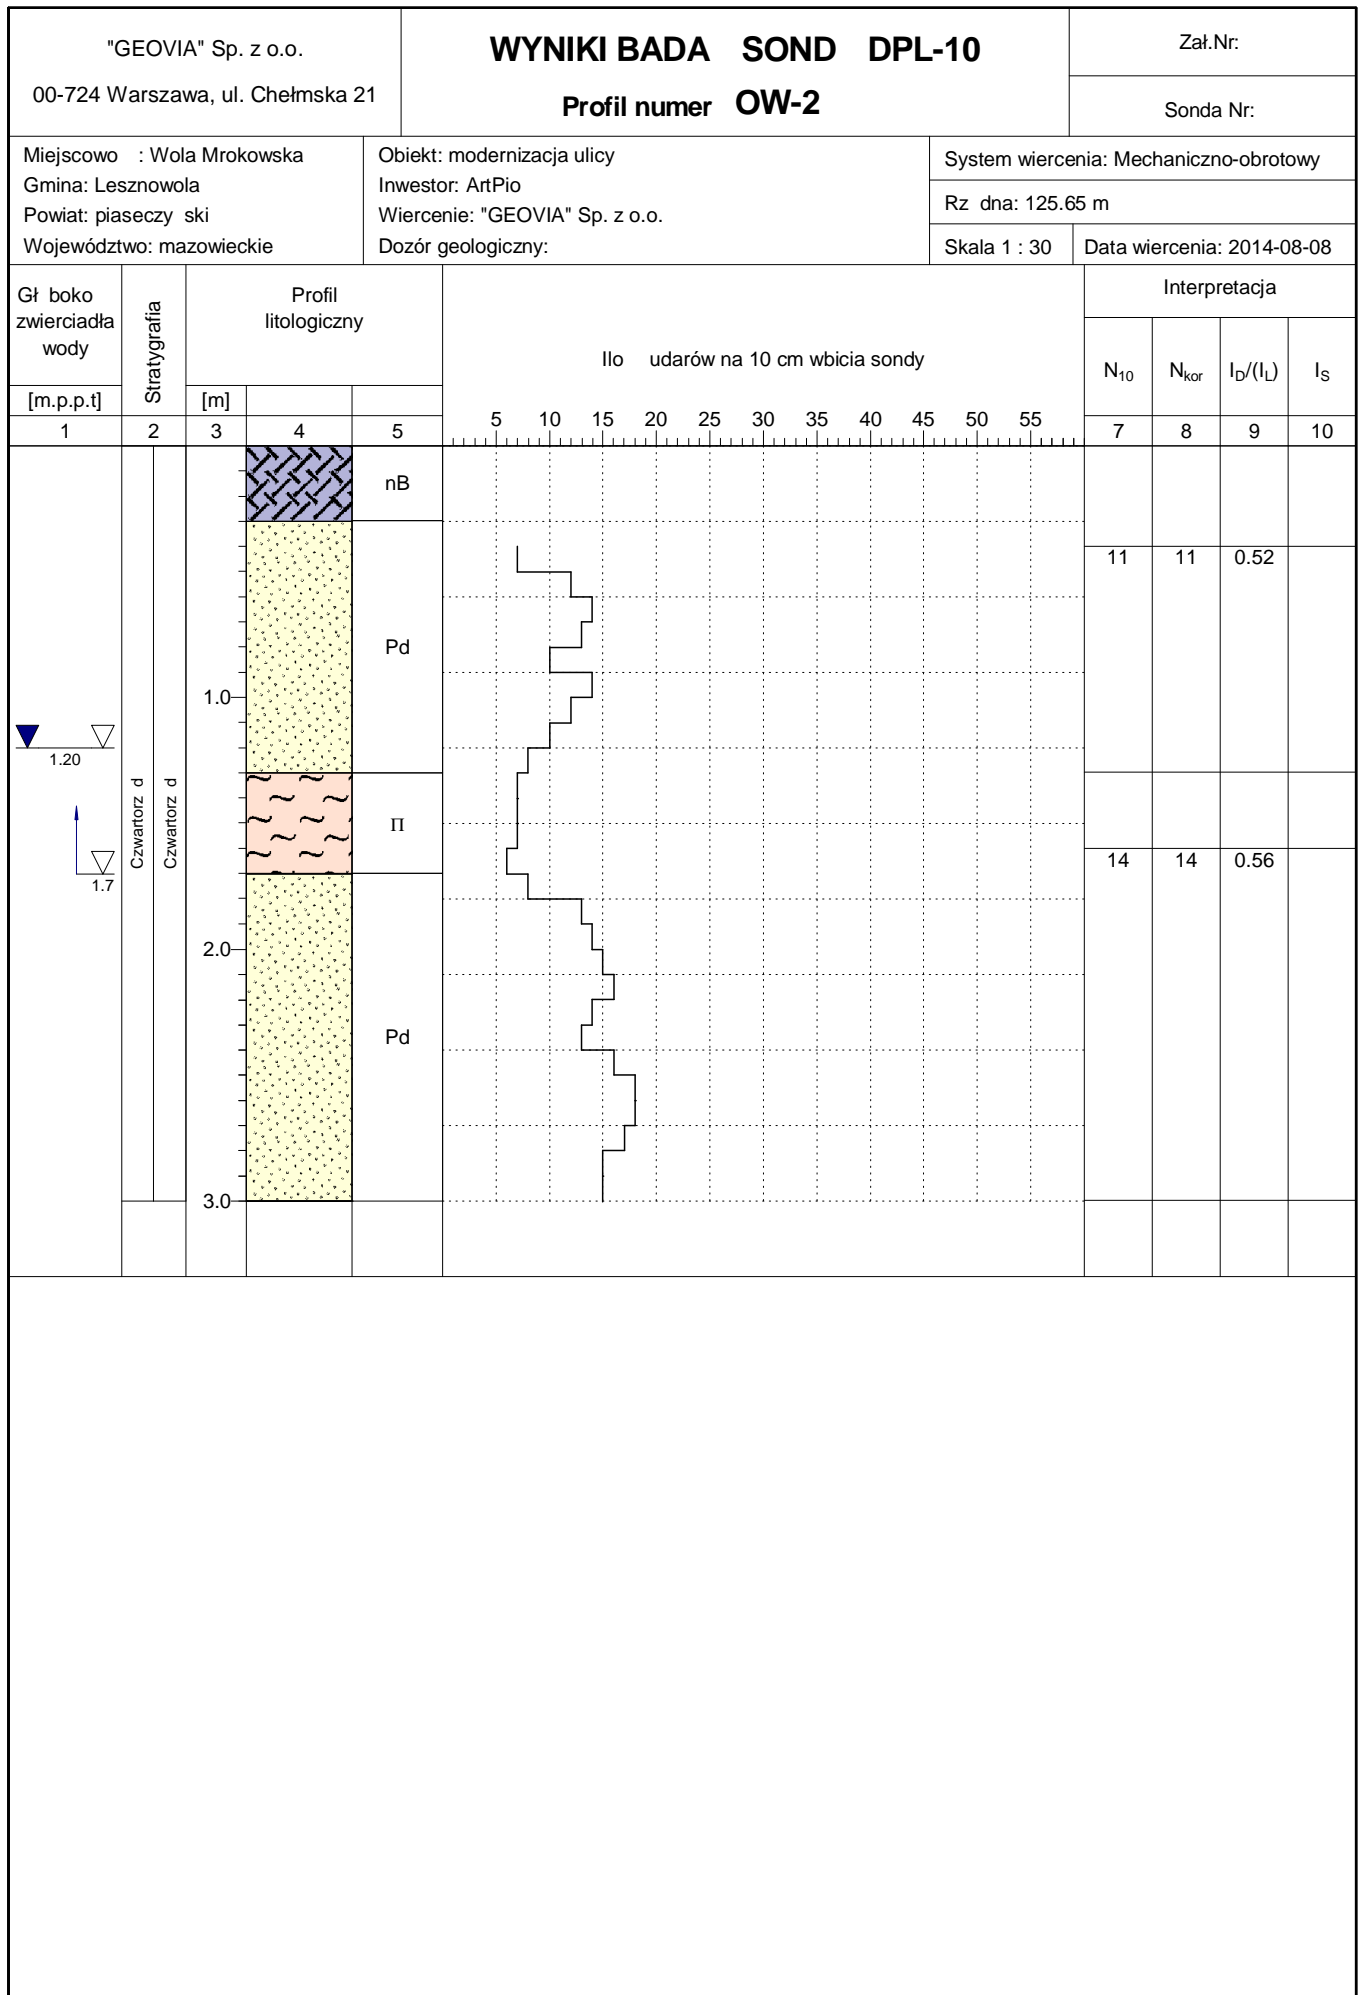 "GEOVIA" Sp. z o.o.
00-724 Warszawa, ul. Chełmska 21
WYNIKI BADA SOND DPL-10
Profil numer OW-2
Zał.Nr:
Sonda Nr:
Miejscowo : Wola Mrokowska
Gmina: Lesznowola
Powiat: piaseczy ski
Województwo: mazowieckie
Obiekt: modernizacja ulicy
Inwestor: ArtPio
Wiercenie: "GEOVIA" Sp. z o.o.
Dozór geologiczny:
System wiercenia: Mechaniczno-obrotowy
Rz dna: 125.65 m
Skala 1 : 30
Data wiercenia: 2014-08-08
Gł boko
zwierciadła
wody
[m.p.p.t]
Stratygrafia
Profil
litologiczny
[m]
Ilo udarów na 10 cm wbicia sondy
Interpretacja
N10 Nkor ID/(IL) IS
5 10 15 20 25 30 35 40 45 50 55
1 2 3 4 5 7 8 9 10
nB
11 11 0.52
Pd
1.0
1.20
Czwartorz d
Czwartorz d
Π
1.7
14 14 0.56
2.0
Pd
3.0